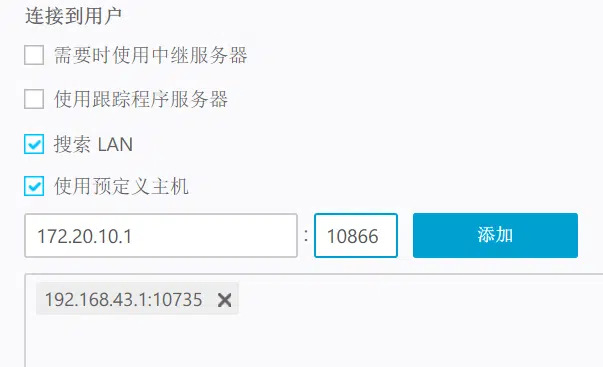 连接到用户
需要时使用中继服务器
使用跟踪程序服务器
搜索 LAN
使用预定义主机
172.20.10.1 : 10866 添加
192.168.43.1:10735